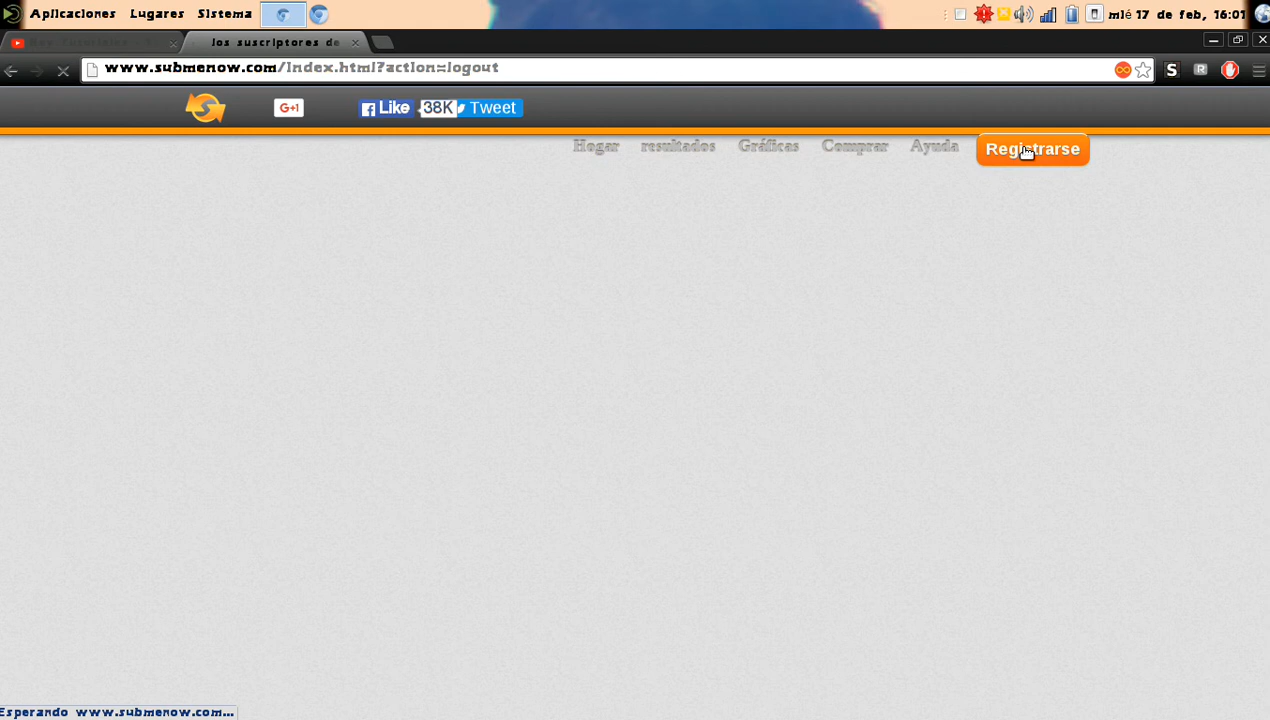 Aplicaciones Lugares Sistema mié 17 de feb, 16:01
los suscriptores de
www.submenow.com/index.html?action=logout
S R
G+1 Like 38K Tweet
Hogar resultados Gráficas Comprar Ayuda Registrarse
Esperando www.submenow.com...